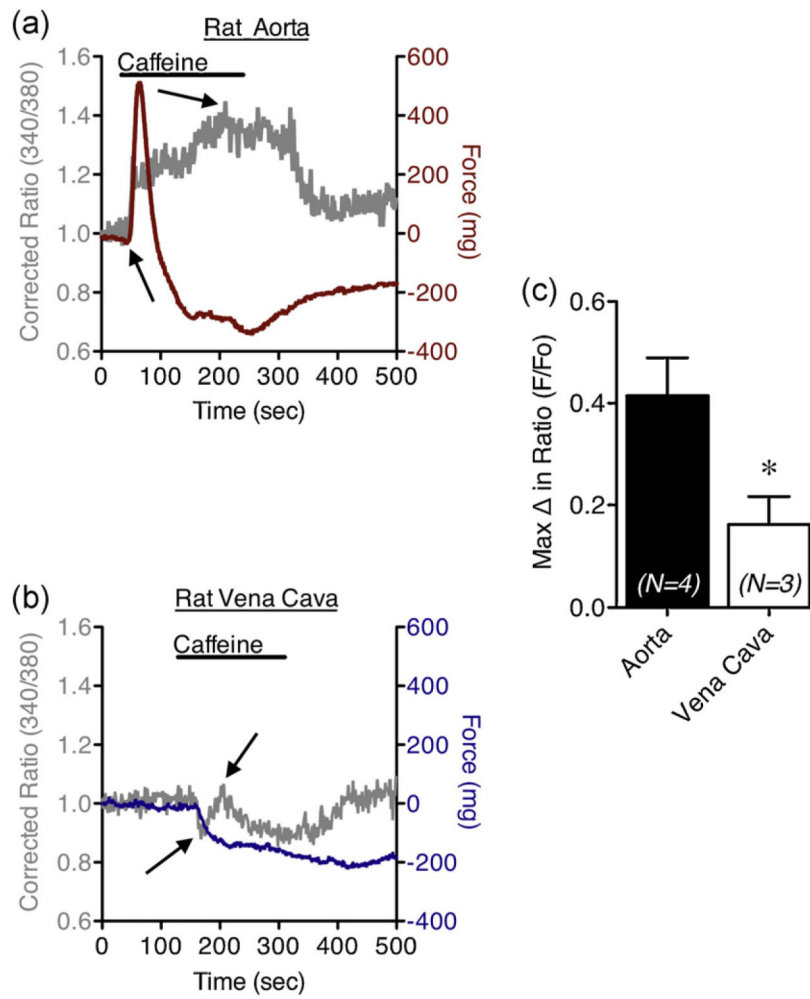 (a)
Rat Aorta
Caffeine
1.6
1.4
1.2
1.0
0.8
0.6
Corrected Ratio (340/380)
600
400
200
0
-200
-400
Force (mg)
0 100 200 300 400 500
Time (sec)
(b)
Rat Vena Cava
Caffeine
1.6
1.4
1.2
1.0
0.8
0.6
Corrected Ratio (340/380)
600
400
200
0
-200
-400
Force (mg)
0 100 200 300 400 500
Time (sec)
(c)
0.6
0.4
0.2
0.0
Max Δ in Ratio (F/Fo)
*
(N=4) (N=3)
Aorta
Vena Cava